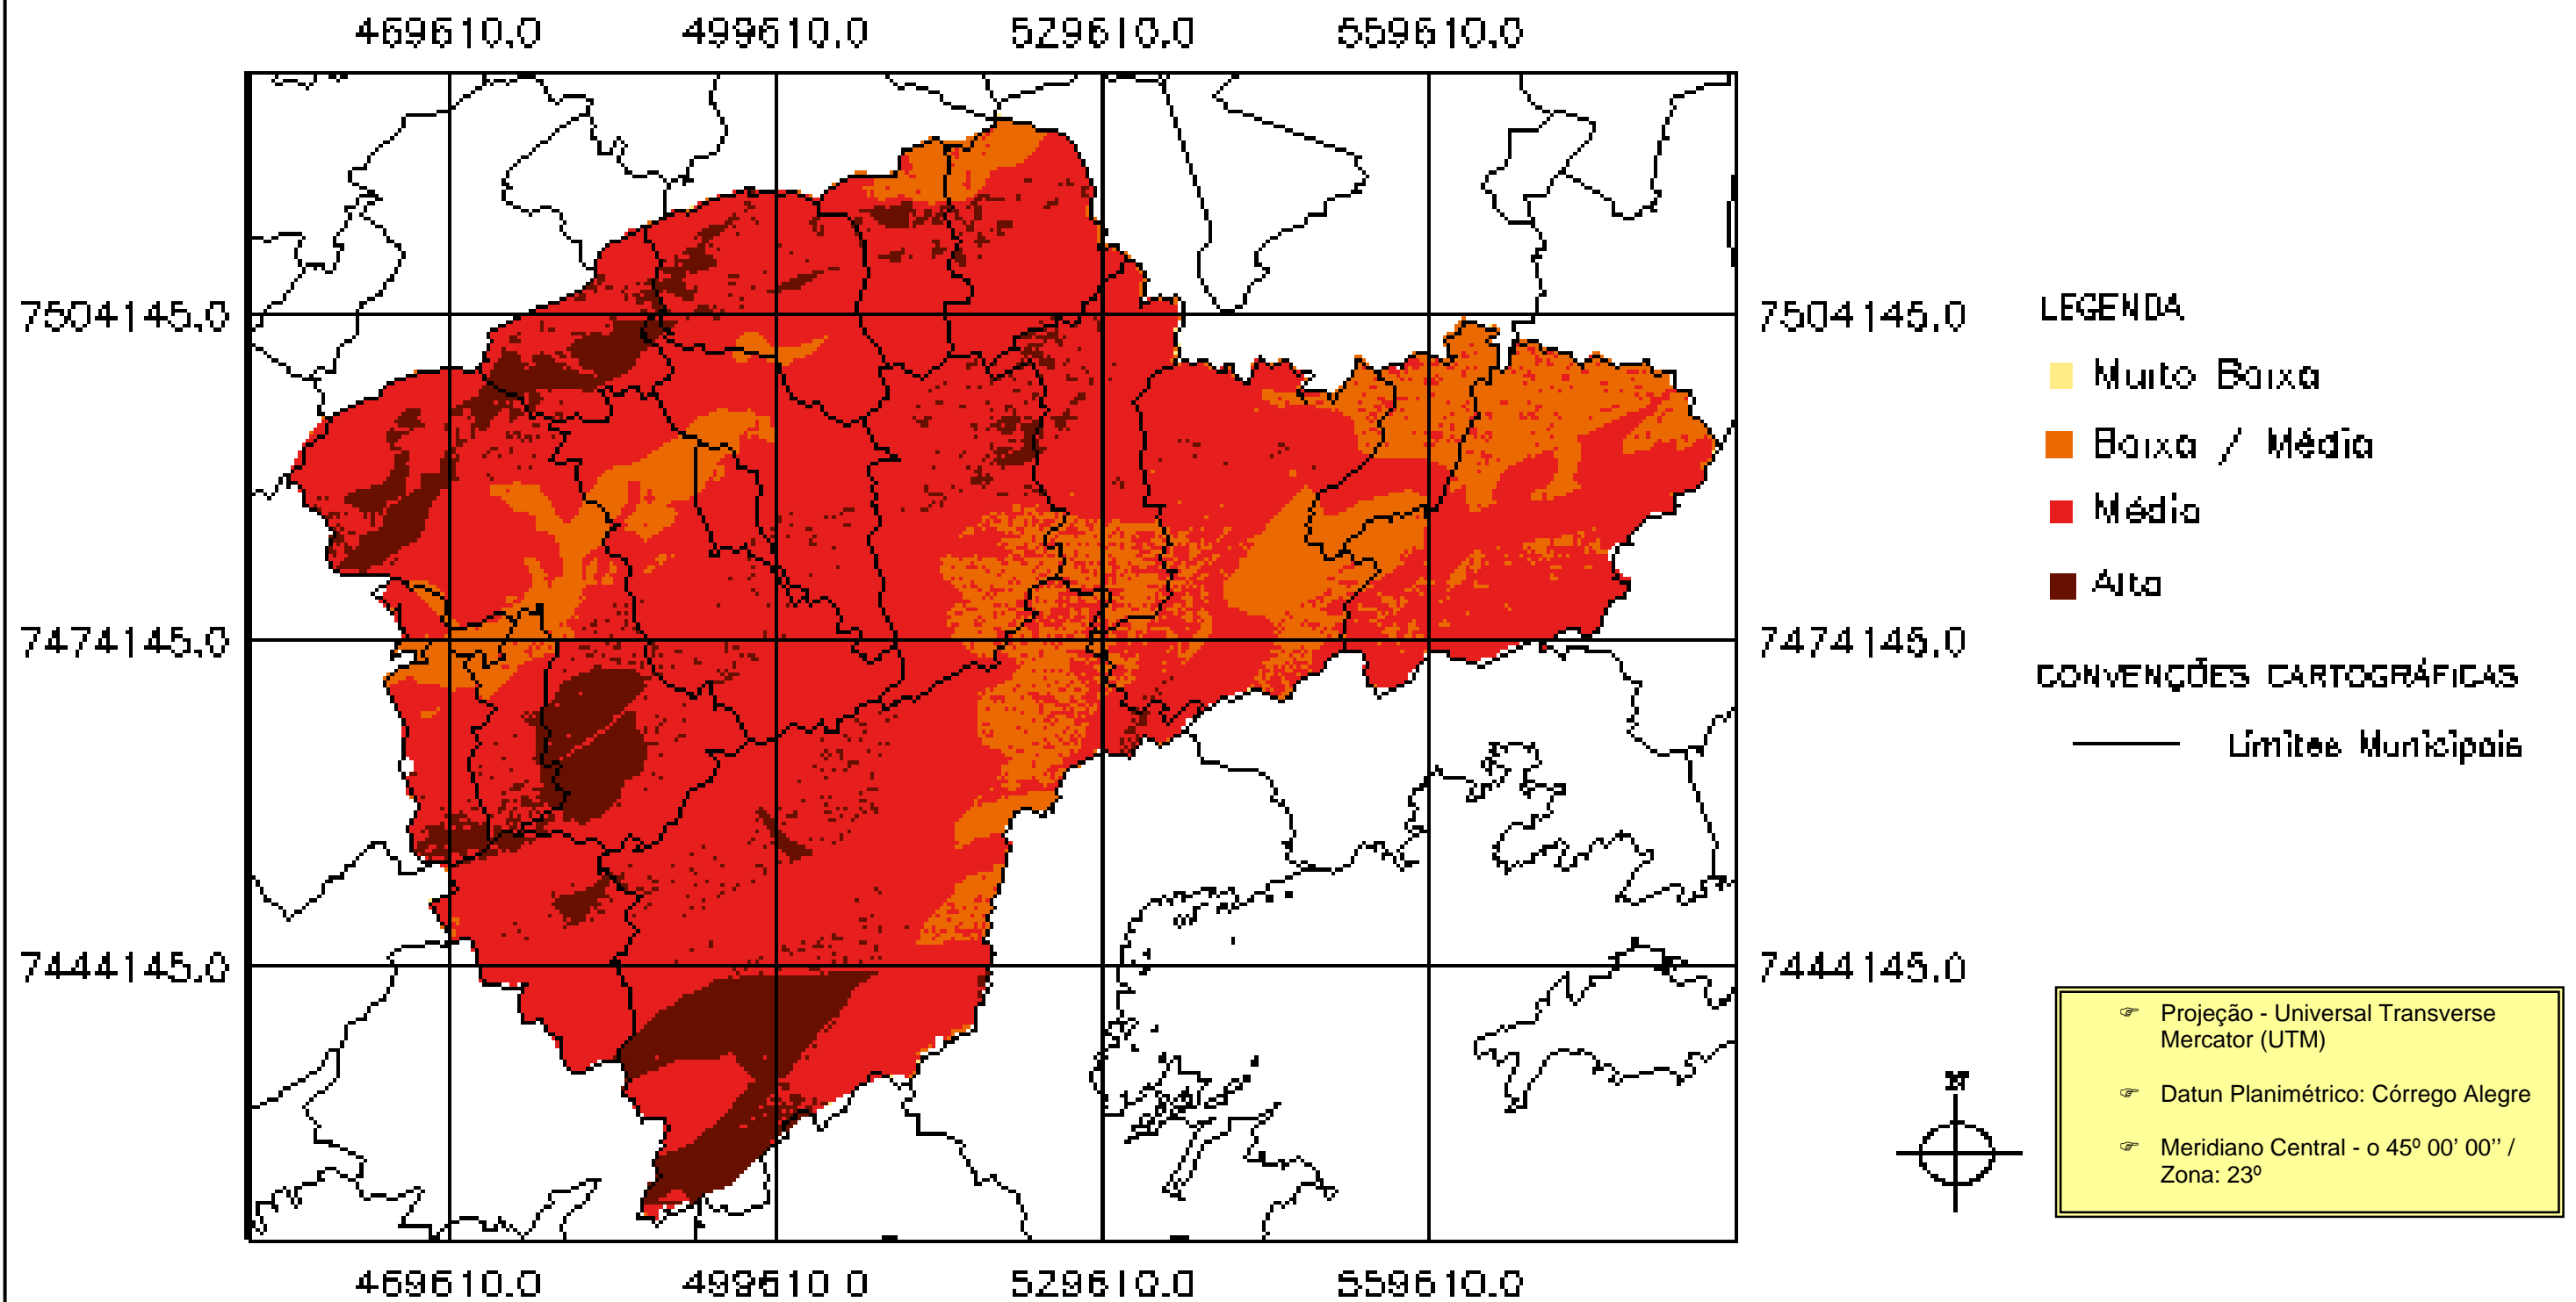 469610.0 499610.0 529610.0 559610.0
7504145.0 7504145.0
LEGENDA
Muito Baixa
Baixa / Média
Média
Alta
7474145.0 7474145.0
CONVENÇÕES CARTOGRÁFICAS
Limites Municipais
7444145.0 7444145.0
☞ Projeção - Universal Transverse
Mercator (UTM)
☞ Datun Planimétrico: Córrego Alegre
☞ Meridiano Central - o 45º 00’ 00’’ /
Zona: 23º
N
469610.0 499610 0 529610.0 559610.0